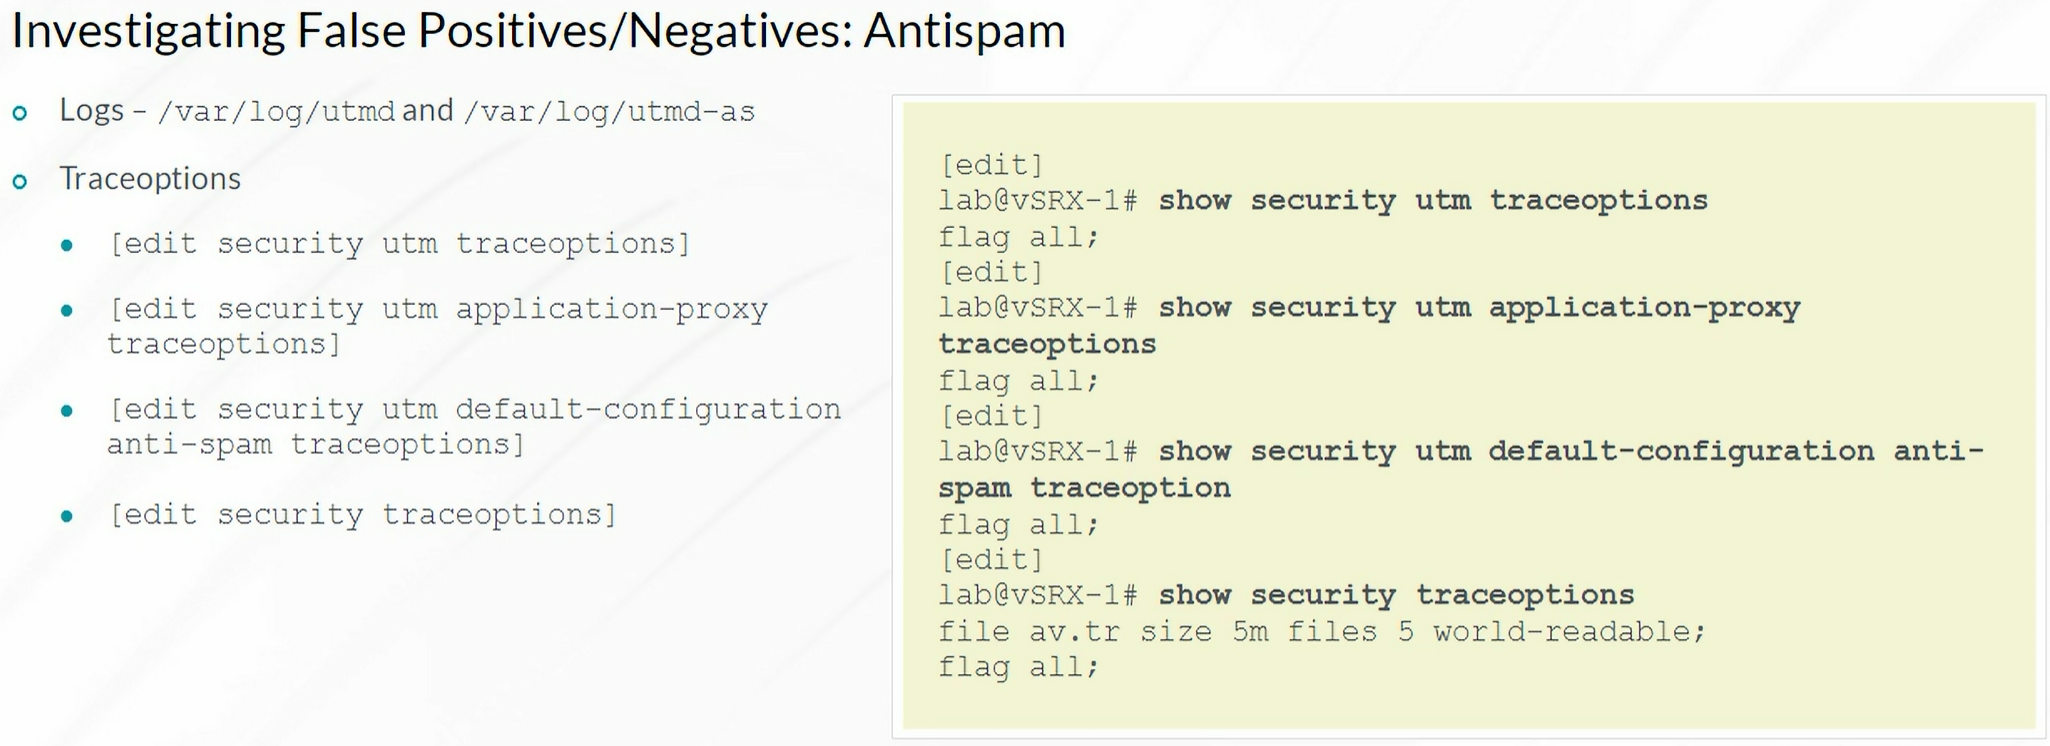 Investigating False Positives/Negatives: Antispam
Logs – /var/log/utmd and /var/log/utmd-as
Traceoptions
[edit security utm traceoptions]
[edit security utm application-proxy
traceoptions]
[edit security utm default-configuration
anti-spam traceoptions]
[edit security traceoptions]
[edit]
lab@vSRX-1# show security utm traceoptions
flag all;
[edit]
lab@vSRX-1# show security utm application-proxy
traceoptions
flag all;
[edit]
lab@vSRX-1# show security utm default-configuration anti-
spam traceoption
flag all;
[edit]
lab@vSRX-1# show security traceoptions
file av.tr size 5m files 5 world-readable;
flag all;